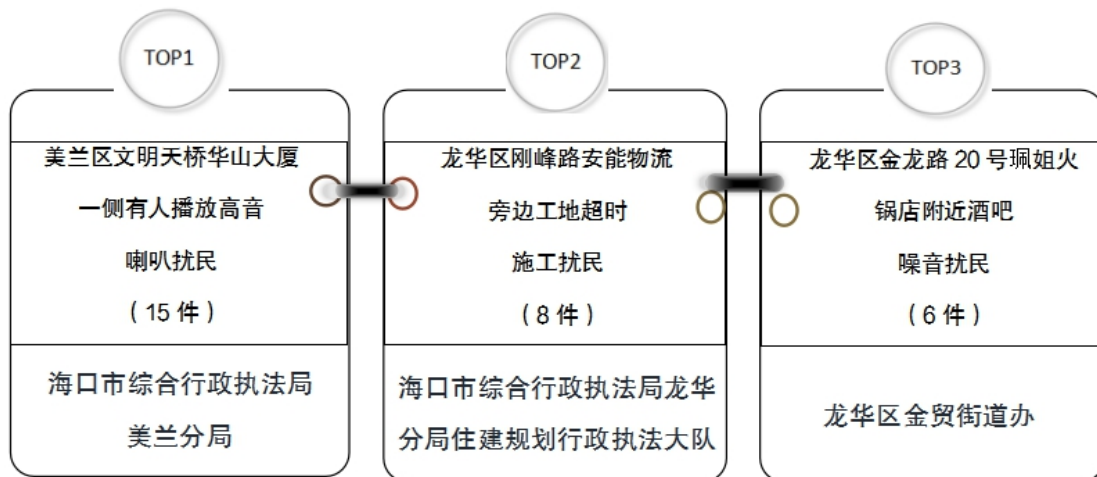 TOP1
美兰区文明天桥华山大厦
一侧有人播放高音
喇叭扰民
（15 件）
海口市综合行政执法局
美兰分局
TOP2
龙华区刚峰路安能物流
旁边工地超时
施工扰民
（8 件）
海口市综合行政执法局龙华
分局住建规划行政执法大队
TOP3
龙华区金龙路 20 号珮姐火
锅店附近酒吧
噪音扰民
（6 件）
龙华区金贸街道办